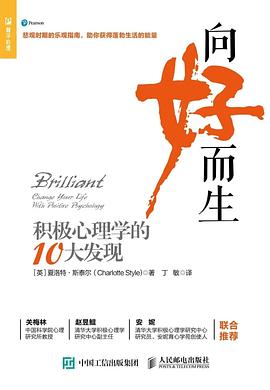 普华心理
Pearson
悲观时期的乐观指南，助你获得蓬勃生活的能量
向好而生
Brilliant
Change Your Life
With Positive Psychology
积极心理学的
10大发现
［英］夏洛特·斯泰尔（Charlotte Style）著 丁 敏 译
关梅林
中国科学院心理
研究所教授
赵昱鲲
清华大学积极心理学
研究中心副主任
安 妮
清华大学积极心理学研究中心
研究员、安妮育心学苑创使人
联合
推荐
中国工信出版集团
人民邮电出版社
POSTS & TELECOM PRESS